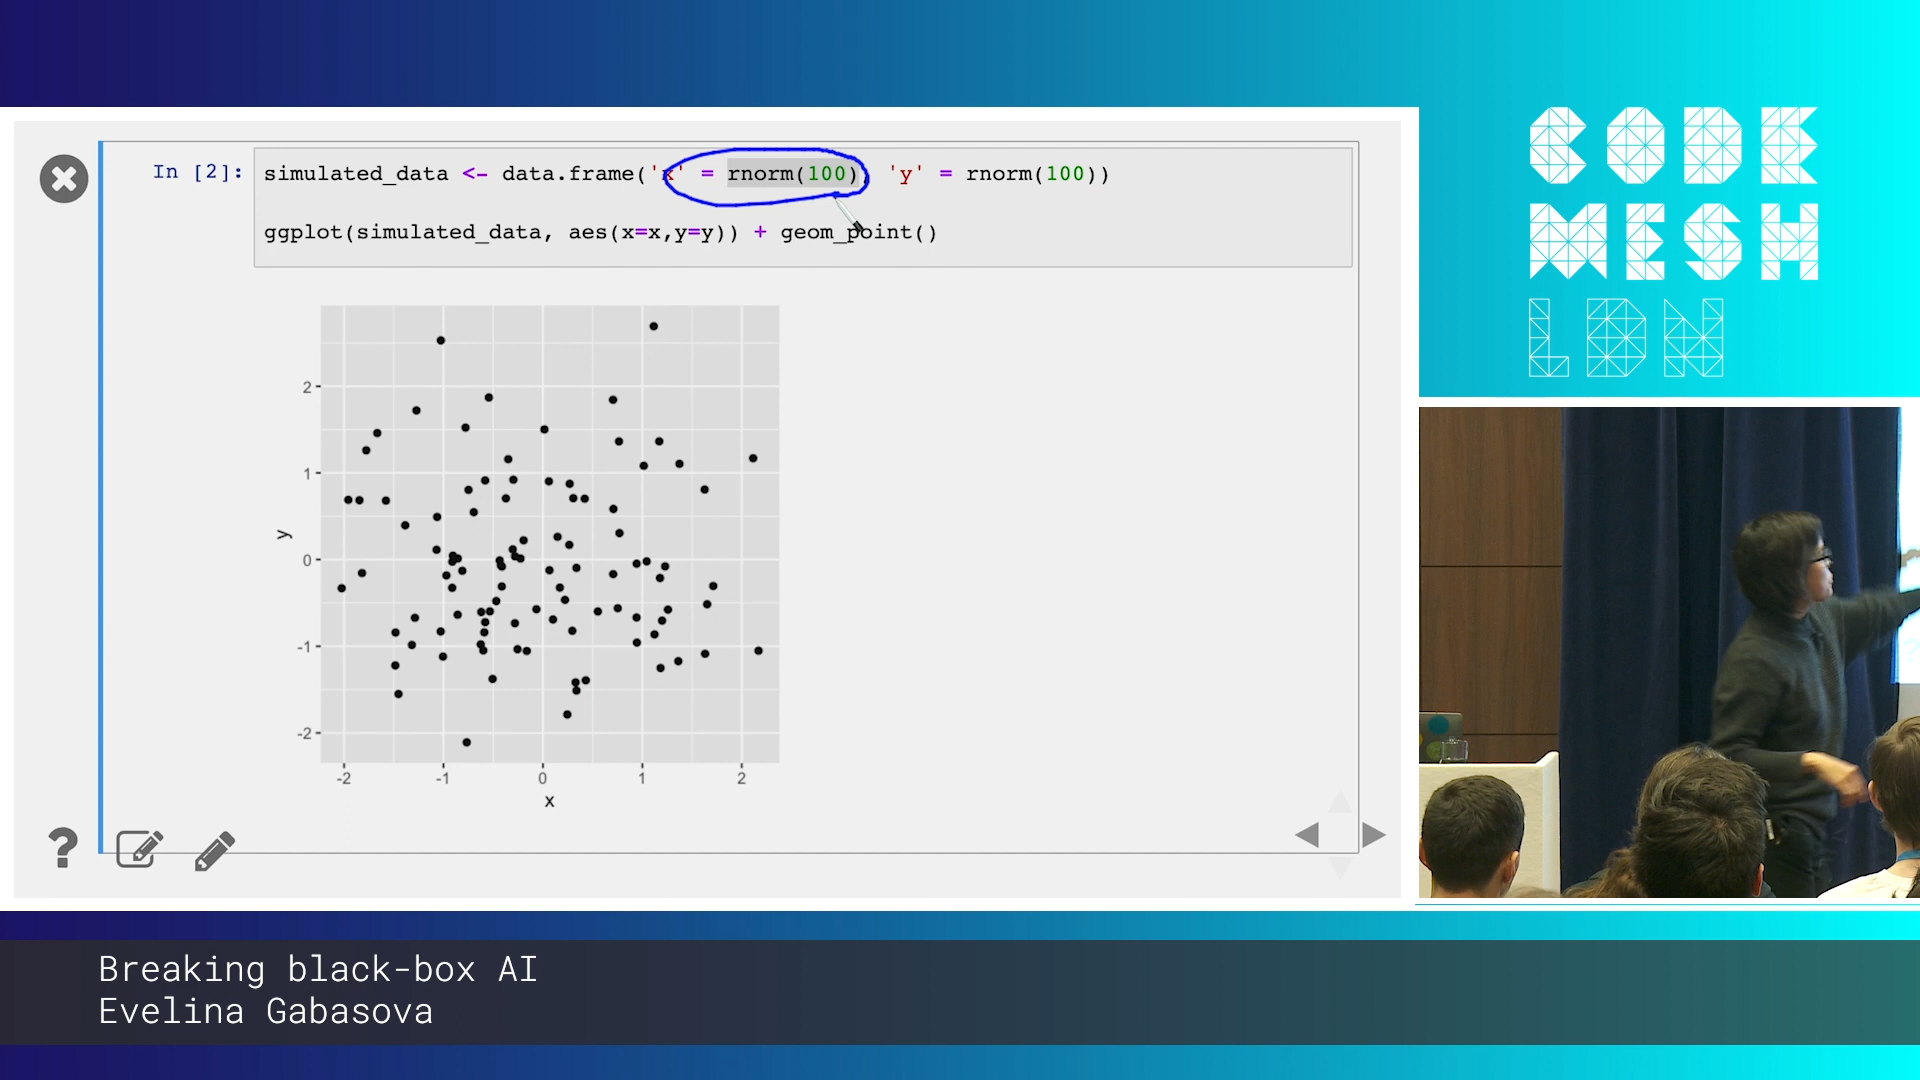 In [2]: simulated_data <- data.frame('x' = rnorm(100), 'y' = rnorm(100))
ggplot(simulated_data, aes(x=x,y=y)) + geom_point()
2
1
y
0
-1
-2
-2 -1 0 1 2
x
?
CODE
MESH
LDN
Breaking black-box AI
Evelina Gabasova